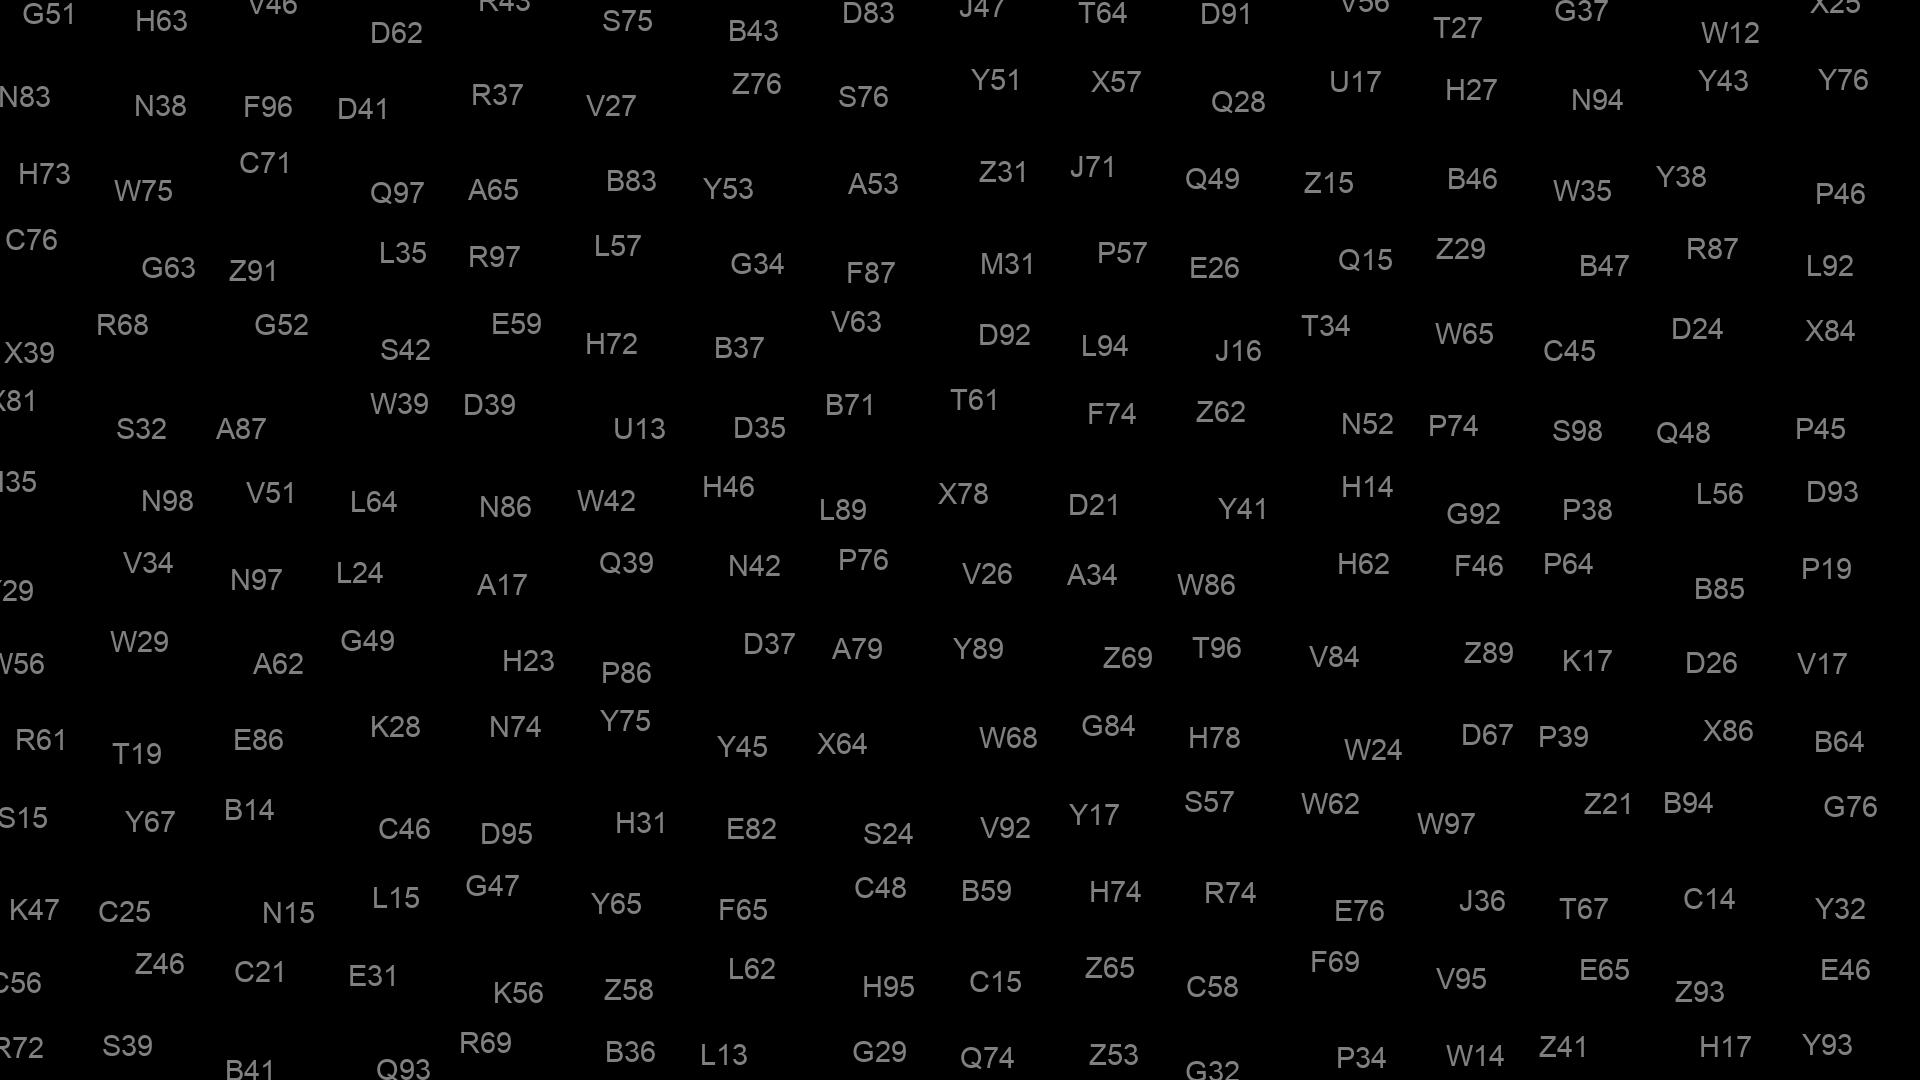 G51 H63 V46 D62 R43 S75 B43 D83 J47 T64 D91 V56 T27 G37 W12 X25
N83 N38 F96 D41 R37 V27 Z76 S76 Y51 X57 Q28 U17 H27 N94 Y43 Y76
H73 W75 C71 Q97 A65 B83 Y53 A53 Z31 J71 Q49 Z15 B46 W35 Y38 P46
C76 G63 Z91 L35 R97 L57 G34 F87 M31 P57 E26 Q15 Z29 B47 R87 L92
X39 R68 G52 S42 E59 H72 B37 V63 D92 L94 J16 T34 W65 C45 D24 X84
S32 A87 W39 D39 U13 D35 B71 T61 F74 Z62 N52 P74 S98 Q48 P45
N98 V51 L64 N86 W42 H46 L89 X78 D21 Y41 H14 G92 P38 L56 D93
V34 N97 L24 A17 Q39 N42 P76 V26 A34 W86 H62 F46 P64 B85 P19
W56 W29 A62 G49 H23 P86 D37 A79 Y89 Z69 T96 V84 Z89 K17 D26 V17
R61 T19 E86 K28 N74 Y75 Y45 X64 W68 G84 H78 W24 D67 P39 X86 B64
S15 Y67 B14 C46 D95 H31 E82 S24 V92 Y17 S57 W62 W97 Z21 B94 G76
K47 C25 N15 L15 G47 Y65 F65 C48 B59 H74 R74 E76 J36 T67 C14 Y32
C56 Z46 C21 E31 K56 Z58 L62 H95 C15 Z65 C58 F69 V95 E65 Z93 E46
R72 S39 B41 Q93 R69 B36 L13 G29 Q74 Z53 G32 P34 W14 Z41 H17 Y93